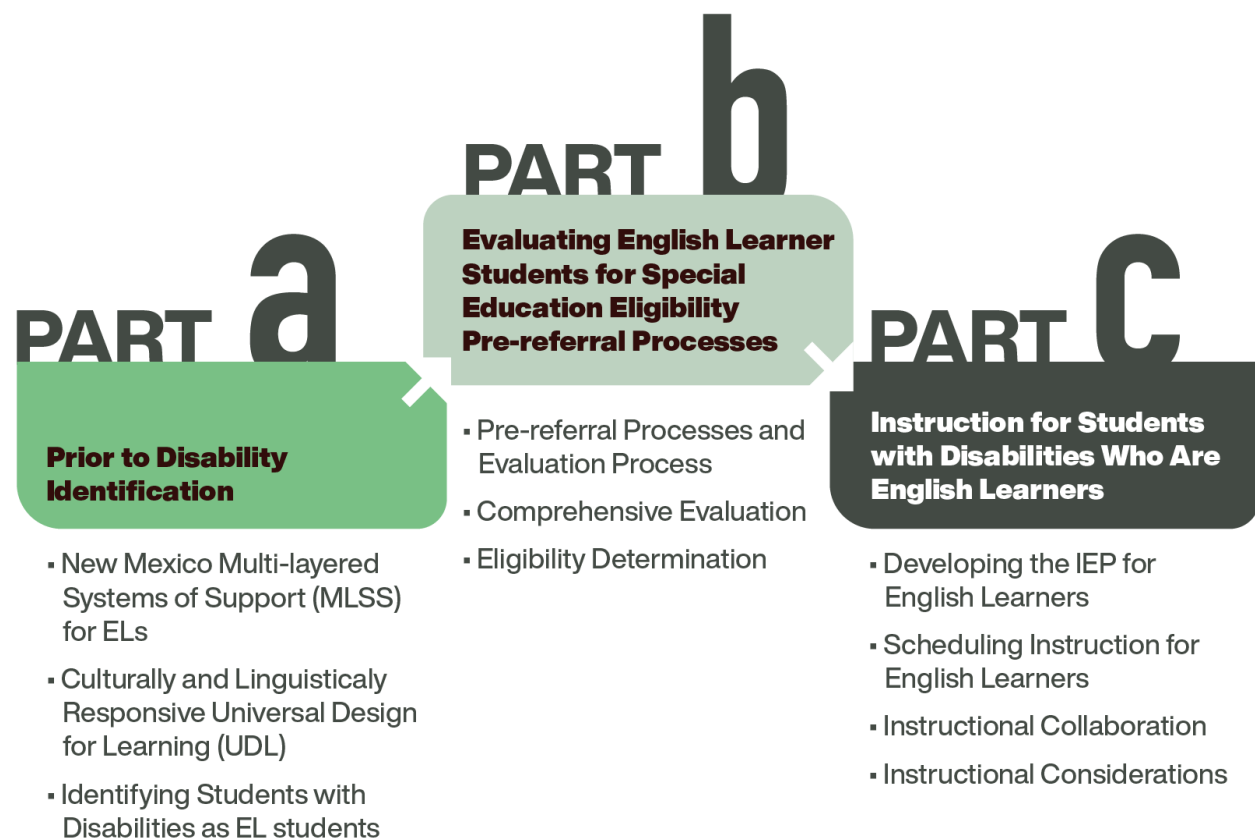 PART a
Prior to Disability
Identification
▪ New Mexico Multi-layered
Systems of Support (MLSS)
for ELs
▪ Culturally and Linguisticaly
Responsive Universal Design
for Learning (UDL)
▪ Identifying Students with
Disabilities as EL students
PART b
Evaluating English Learner
Students for Special
Education Eligibility
Pre-referral Processes
▪ Pre-referral Processes and
Evaluation Process
▪ Comprehensive Evaluation
▪ Eligibility Determination
PART c
Instruction for Students
with Disabilities Who Are
English Learners
▪ Developing the IEP for
English Learners
▪ Scheduling Instruction for
English Learners
▪ Instructional Collaboration
▪ Instructional Considerations